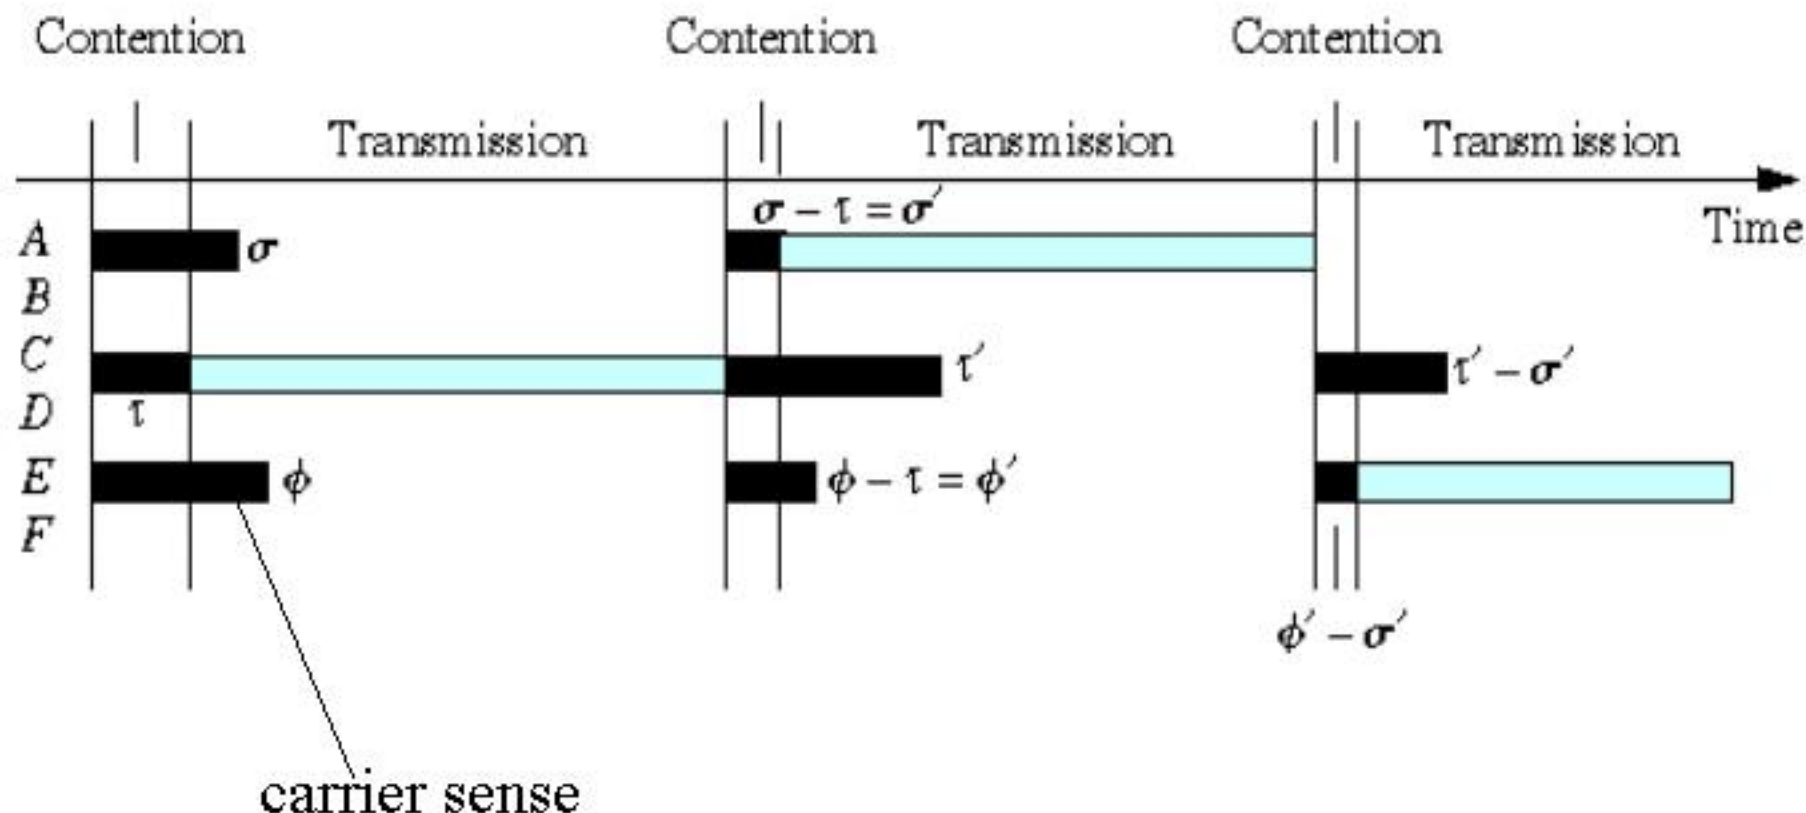 Contention Contention Contention
Transmission Transmission Transmission
σ − τ = σ′
Time
A σ
B
C τ′ τ′ − σ′
D τ
E ϕ ϕ − τ = ϕ′
F
ϕ′ − σ′
carrier sense